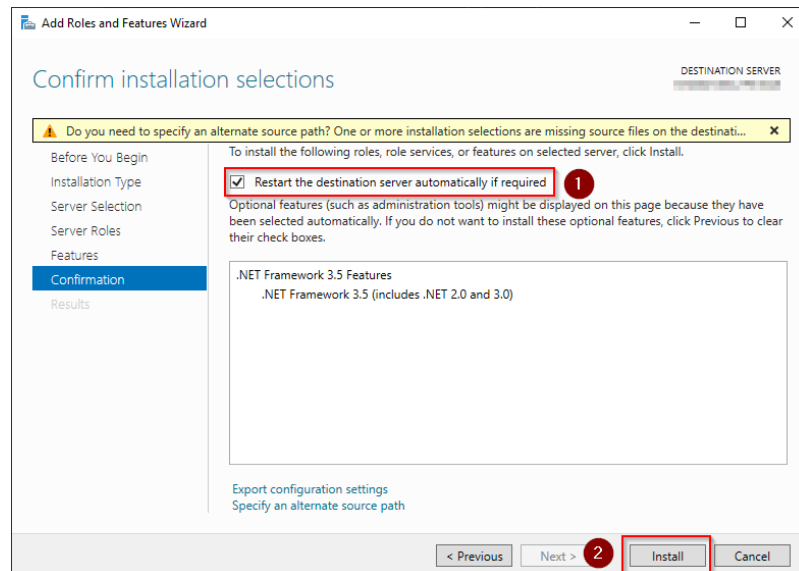 Add Roles and Features Wizard
Confirm installation selections
DESTINATION SERVER
Do you need to specify an alternate source path? One or more installation selections are missing source files on the destinati...
Before You Begin
Installation Type
Server Selection
Server Roles
Features
Confirmation
Results
To install the following roles, role services, or features on selected server, click Install.
Restart the destination server automatically if required
1
Optional features (such as administration tools) might be displayed on this page because they have
been selected automatically. If you do not want to install these optional features, click Previous to clear
their check boxes.
.NET Framework 3.5 Features
.NET Framework 3.5 (includes .NET 2.0 and 3.0)
Export configuration settings
Specify an alternate source path
< Previous
Next >
2
Install
Cancel